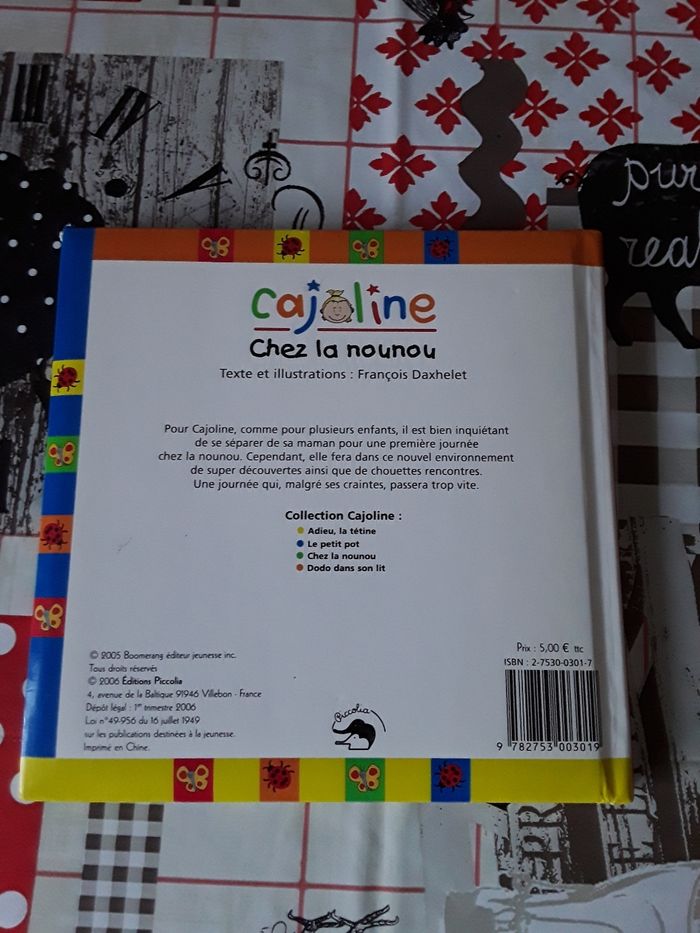 III IV V
pur
real
cajoline
Chez la nounou
Texte et illustrations : François Daxhelet
Pour Cajoline, comme pour plusieurs enfants, il est bien inquiétant
de se séparer de sa maman pour une première journée
chez la nounou. Cependant, elle fera dans ce nouvel environnement
de super découvertes ainsi que de chouettes rencontres.
Une journée qui, malgré ses craintes, passera trop vite.
Collection Cajoline :
Adieu, la tétine
Le petit pot
Chez la nounou
Dodo dans son lit
© 2005 Boomerang éditeur jeunesse inc.
Tous droits réservés
© 2006 Éditions Piccolia
4, avenue de la Baltique 91946 Villebon - France
Dépôt légal : 1er trimestre 2006
Loi n°49-956 du 16 juillet 1949
sur les publications destinées à la jeunesse.
Imprimé en Chine.
Piccolia
Prix : 5,00 € ttc
ISBN : 2-7530-0301-7
9 782753 003019